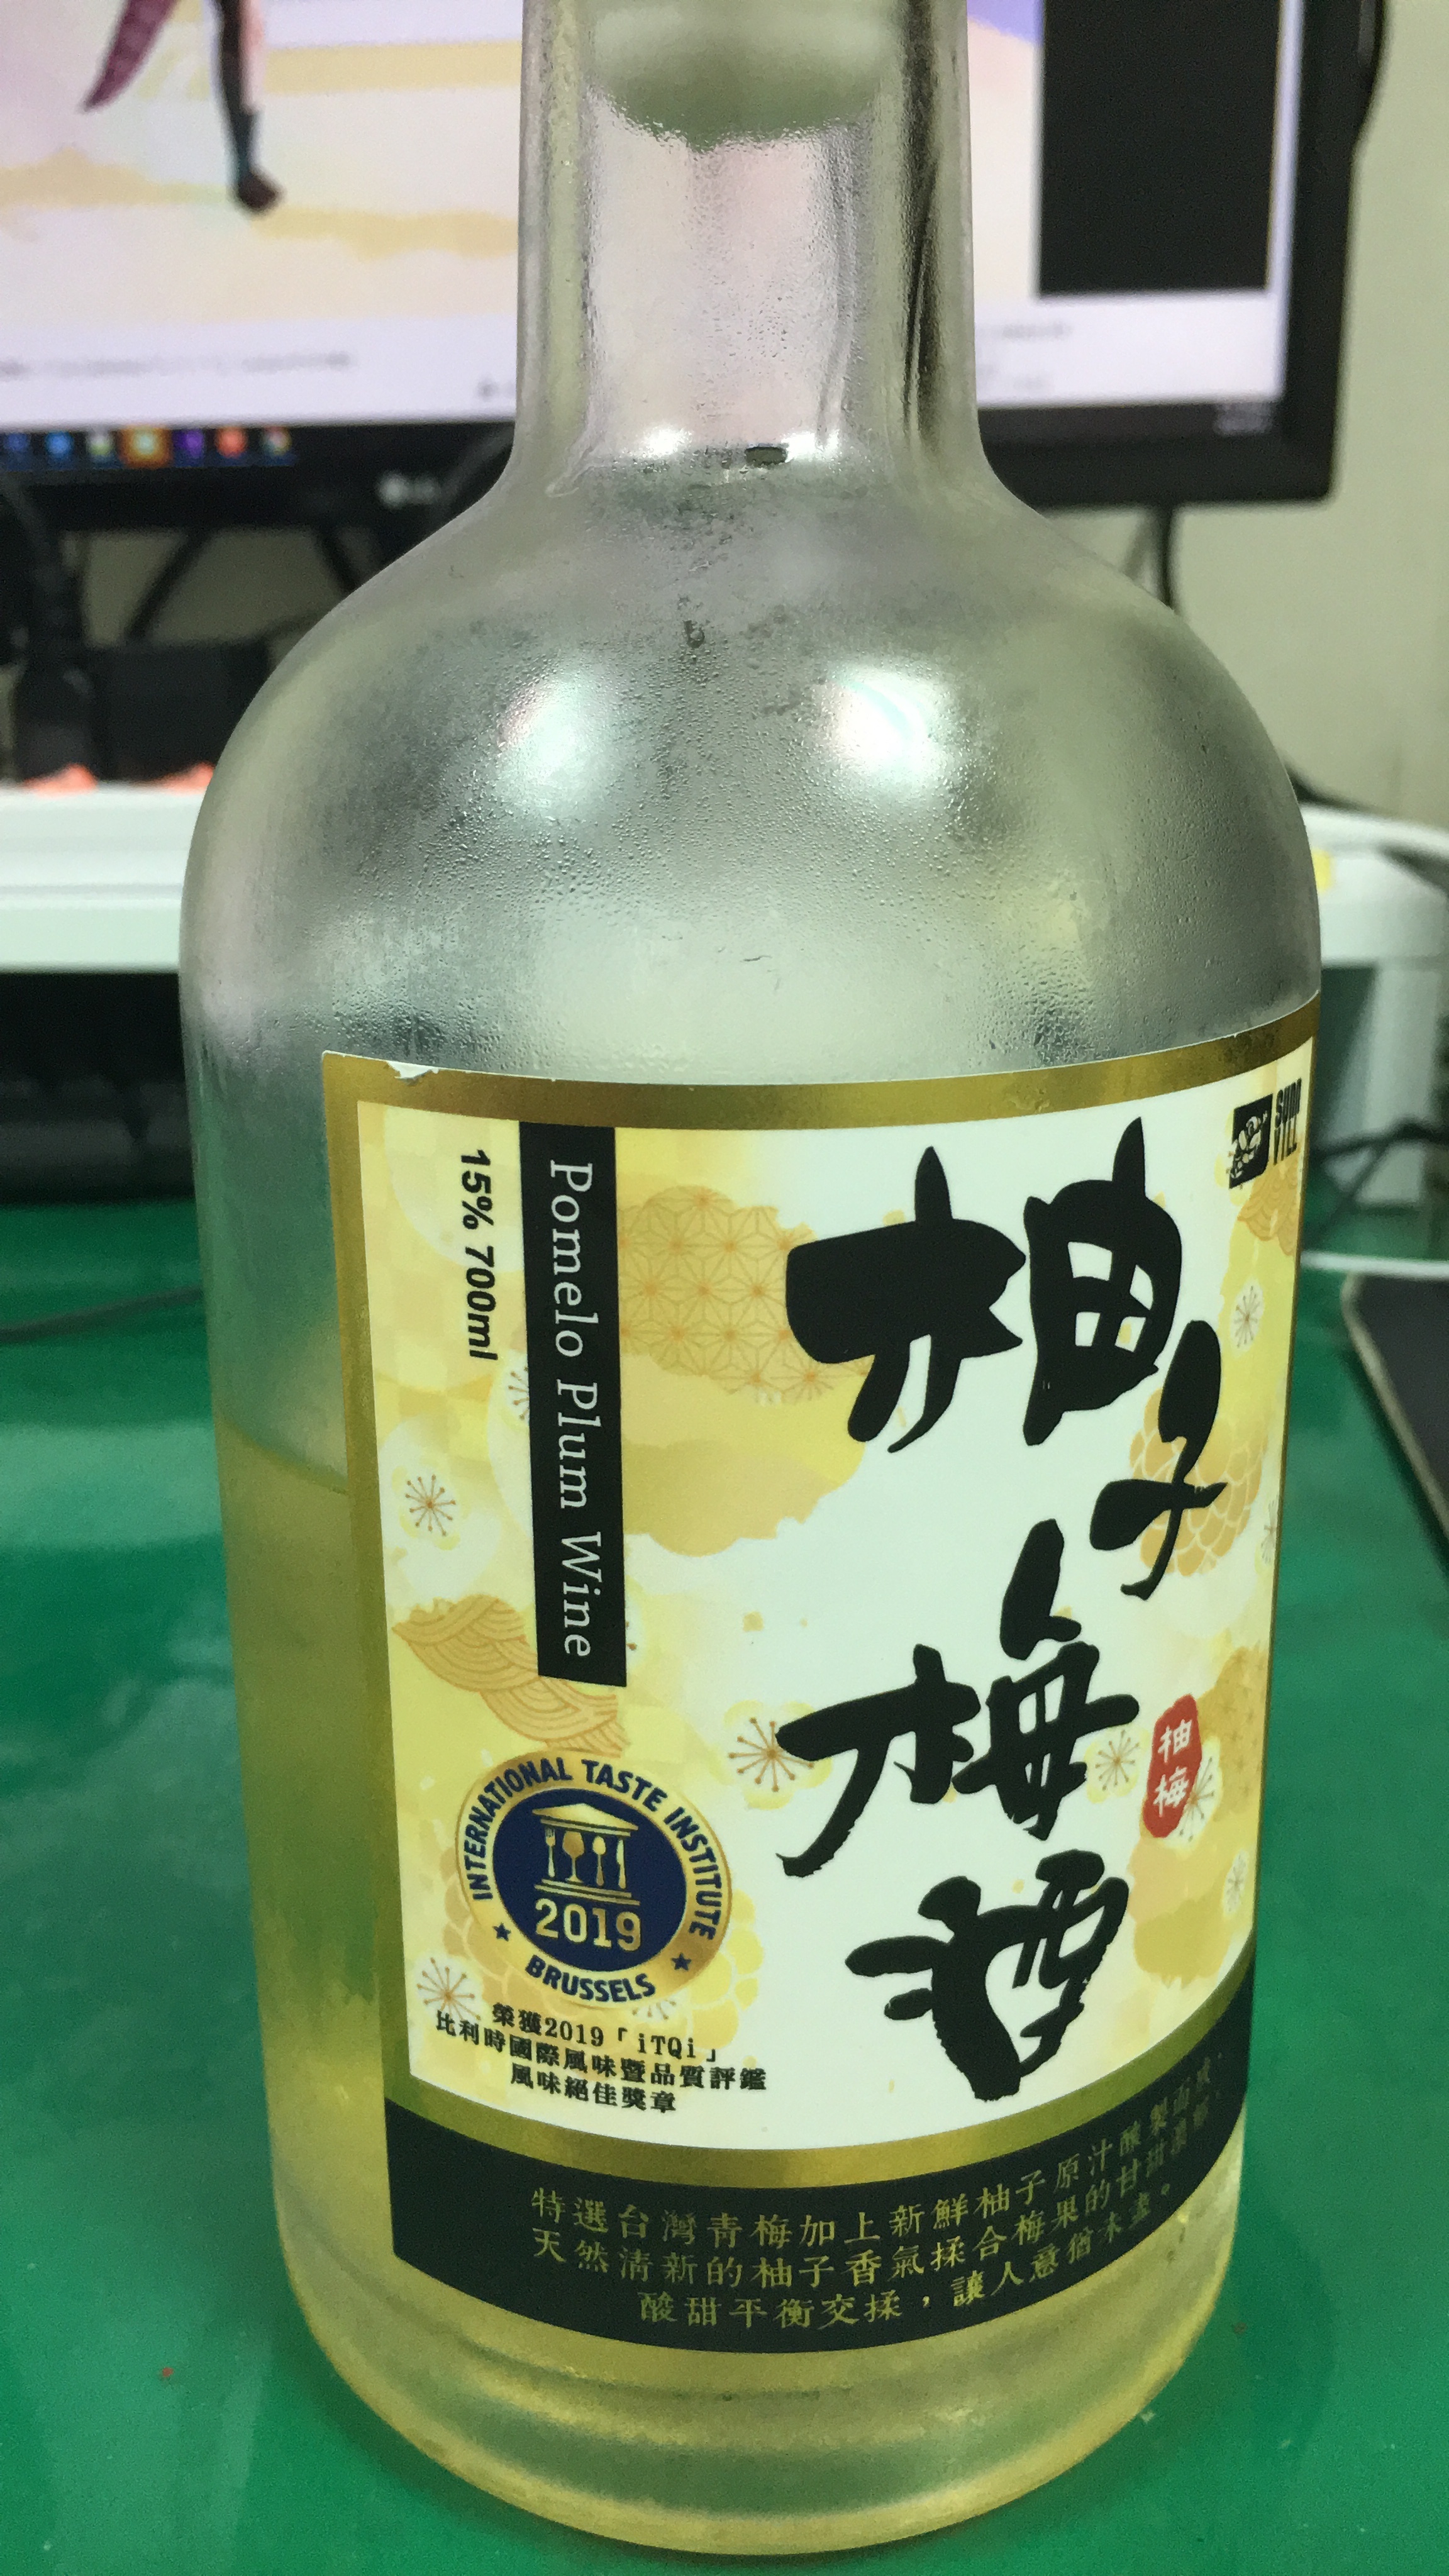 柚子梅酒
柚梅
Pomelo Plum Wine
15% 700ml
INTERNATIONAL TASTE INSTITUTE
2019
BRUSSELS
榮獲2019「iTQi」
比利時國際風味暨品質評鑑
風味絕佳獎章
特選台灣青梅加上新鮮柚子原汁釀製而成
天然清新的柚子香氣揉合梅果的甘甜
酸甜平衡交揉，讓人意猶未盡。